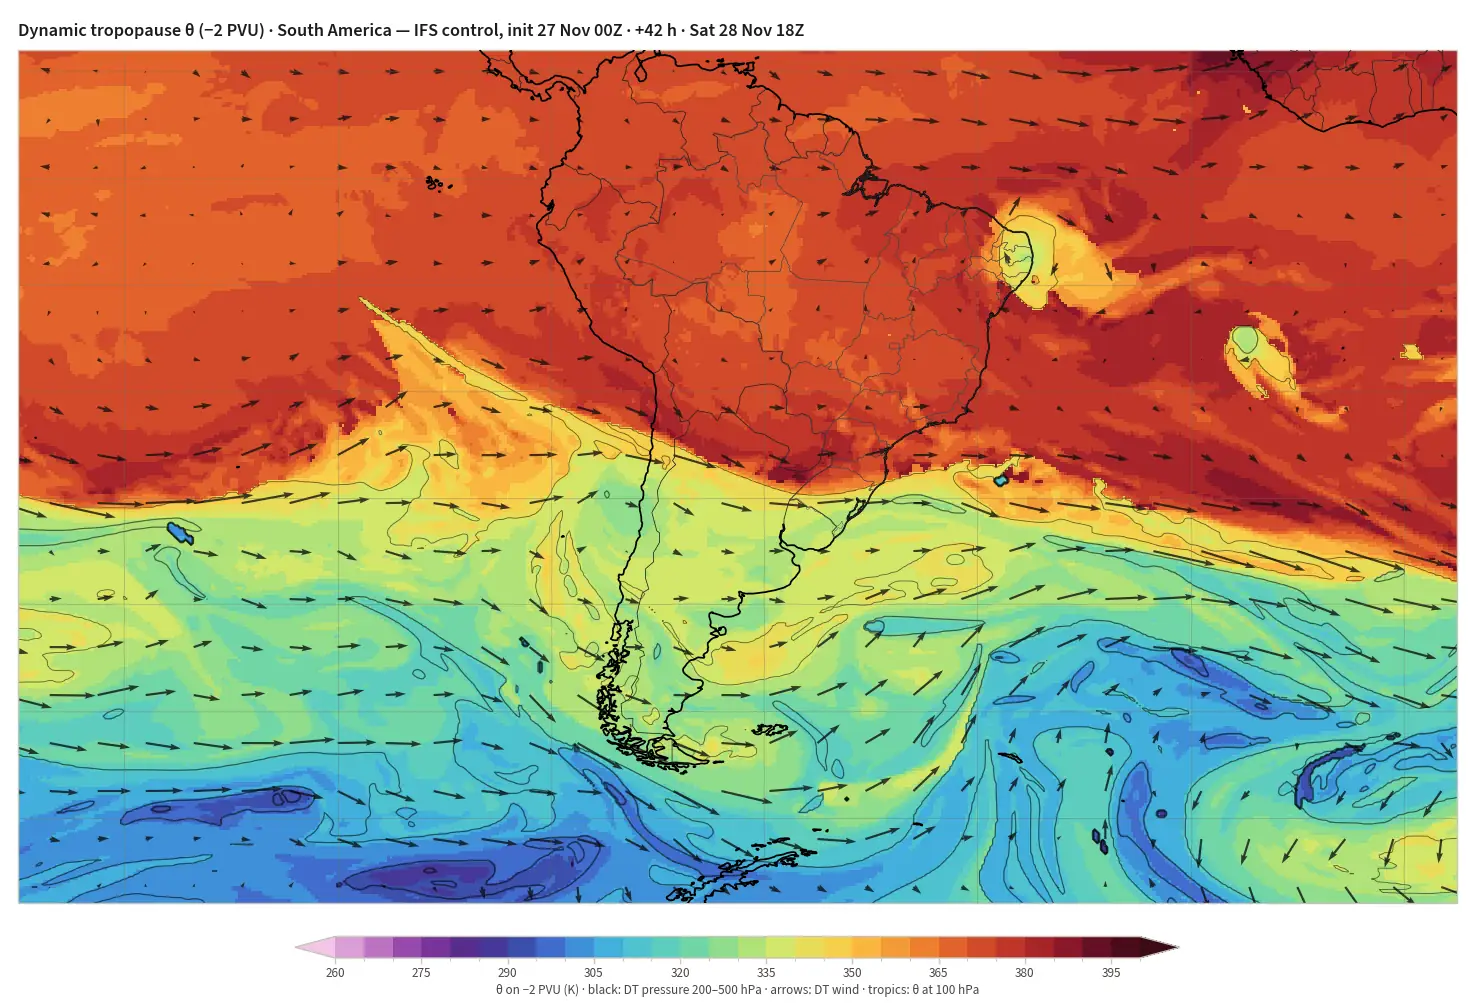 Dynamic tropopause θ (−2 PVU) · South America — IFS control, init 27 Nov 00Z · +42 h · Sat 28 Nov 18Z
260 275 290 305 320 335 350 365 380 395
θ on −2 PVU (K) · black: DT pressure 200–500 hPa · arrows: DT wind · tropics: θ at 100 hPa